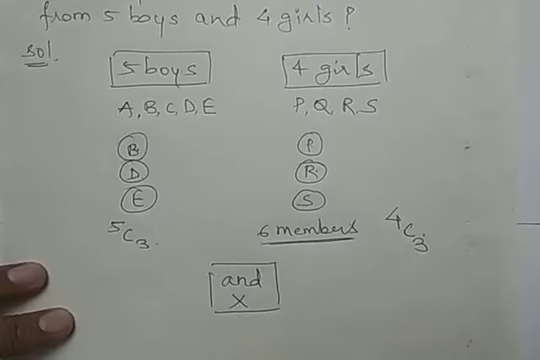 from 5 boys and 4 girls ?
Sol.
5 boys 4 girls
A, B, C, D, E P, Q, R, S
B P
D R
E S
⁵C₃. 6 members ⁴C₃
and
X